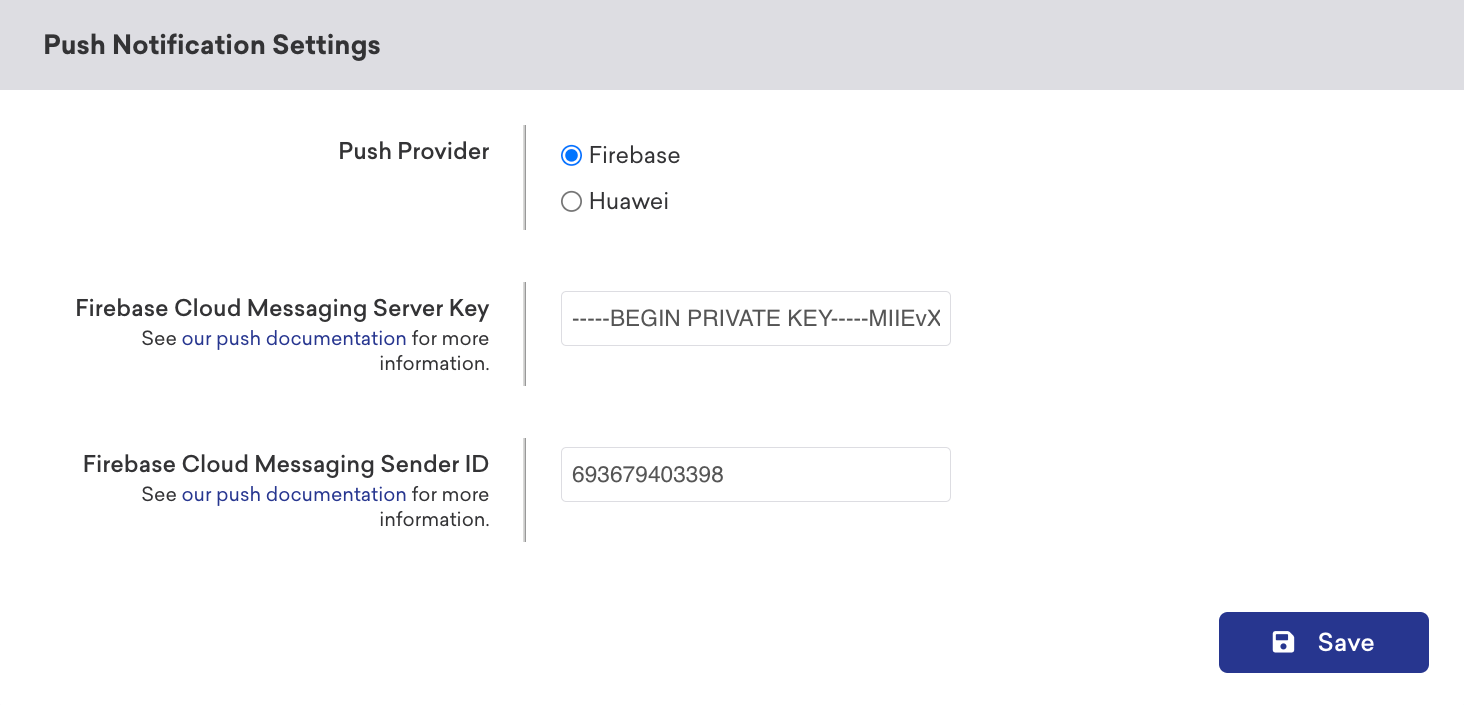 Push Notification Settings
Push Provider
Firebase
Huawei
Firebase Cloud Messaging Server Key
See our push documentation for more
information.
-----BEGIN PRIVATE KEY-----MIIEvX
Firebase Cloud Messaging Sender ID
See our push documentation for more
information.
693679403398
Save